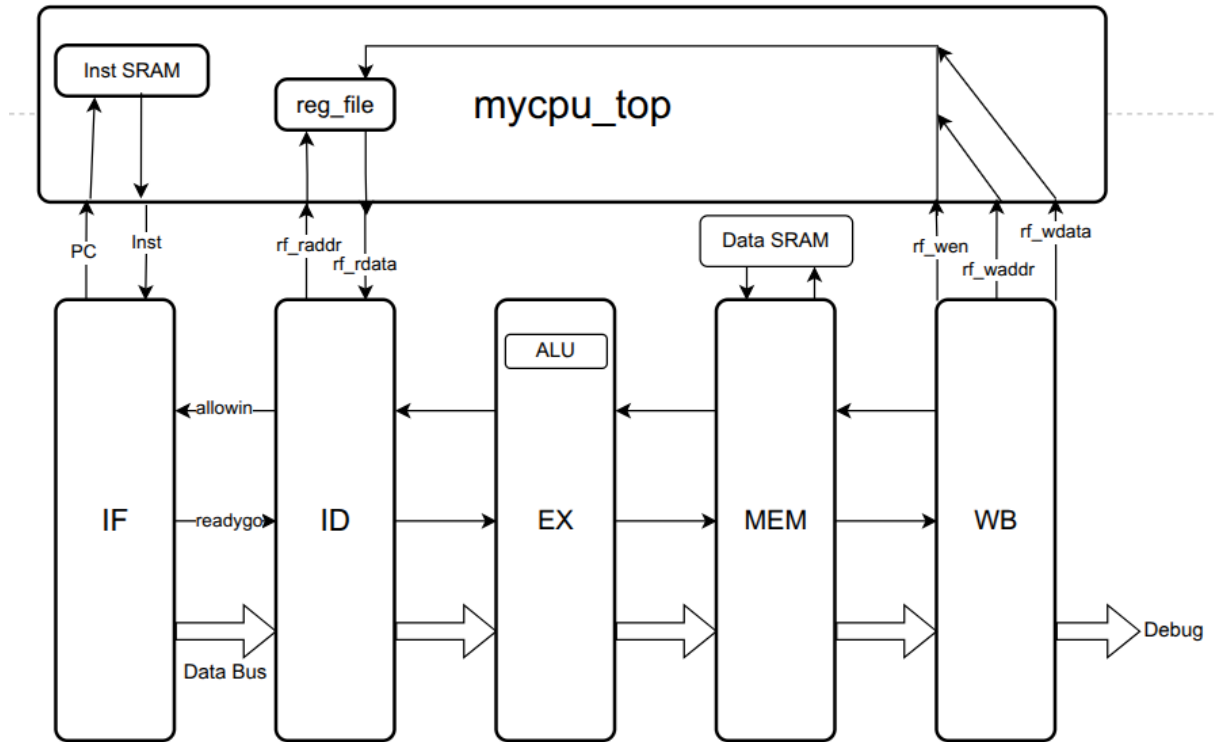 Inst SRAM
reg_file
mycpu_top
PC
Inst
rf_raddr
rf_rdata
Data SRAM
rf_wen
rf_waddr
rf_wdata
ALU
allowin
IF
readygo
ID
EX
MEM
WB
Data Bus
Debug